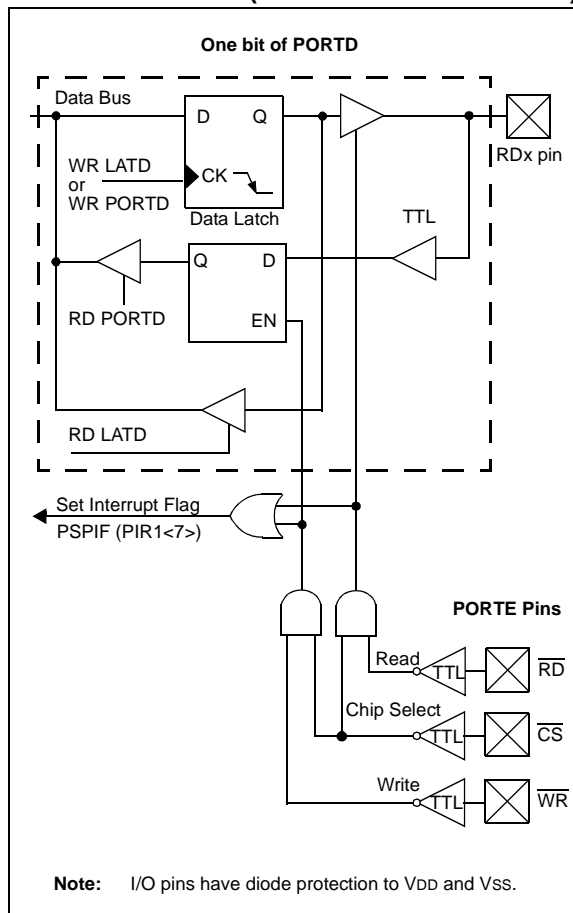 One bit of PORTD
Data Bus
D Q
RDx pin
WR LATD
or
WR PORTD
CK
Data Latch
TTL
Q D
EN
RD PORTD
RD LATD
Set Interrupt Flag
PSPIF (PIR1<7>)
PORTE Pins
Read
TTL
RD
Chip Select
TTL
CS
Write
TTL
WR
Note: I/O pins have diode protection to VDD and VSS.